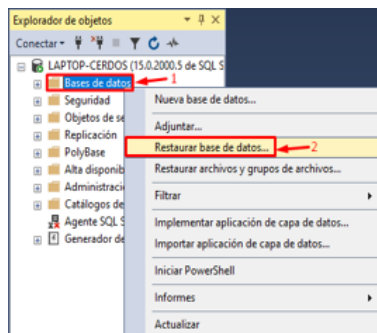 Explorador de objetos
Conectar
LAPTOP-CERDOS (15.0.2000.5 de SQL S
Bases de datos
1
Seguridad
Objetos de se
Replicación
PolyBase
Alta disponib
Administraci
Catálogos de
Agente SQL S
Generador de
Nueva base de datos...
Adjuntar...
Restaurar base de datos...
2
Restaurar archivos y grupos de archivos...
Filtrar
Implementar aplicación de capa de datos...
Importar aplicación de capa de datos...
Iniciar PowerShell
Informes
Actualizar